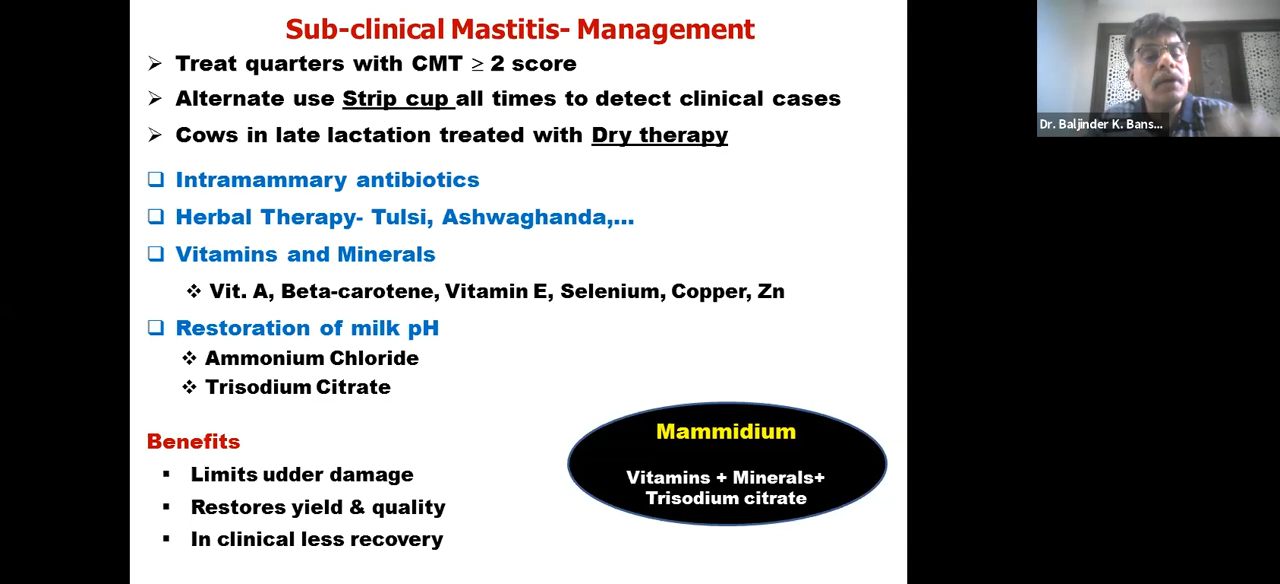 Sub-clinical Mastitis- Management
➢ Treat quarters with CMT ≥ 2 score
➢ Alternate use Strip cup all times to detect clinical cases
➢ Cows in late lactation treated with Dry therapy
❑ Intramammary antibiotics
❑ Herbal Therapy- Tulsi, Ashwaghanda,...
❑ Vitamins and Minerals
❖ Vit. A, Beta-carotene, Vitamin E, Selenium, Copper, Zn
❑ Restoration of milk pH
❖ Ammonium Chloride
❖ Trisodium Citrate
Benefits
▪ Limits udder damage
▪ Restores yield & quality
▪ In clinical less recovery
Mammidium
Vitamins + Minerals+
Trisodium citrate
Dr. Baljinder K. Bans...